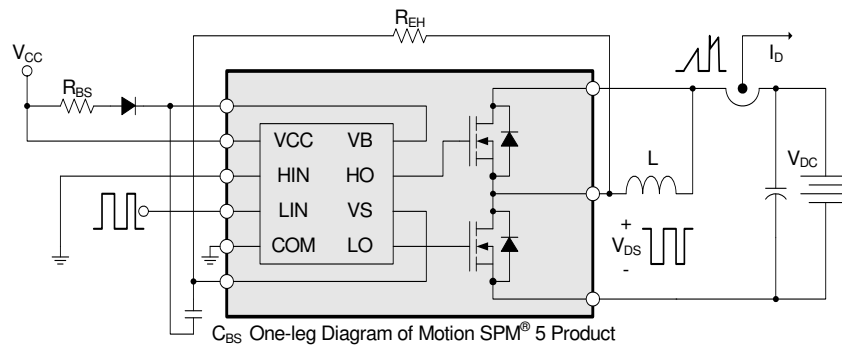 R_EH
V_CC
R_BS
I_D
VCC VB
HIN HO
LIN VS
COM LO
L
V_DC
+
V_DS
-
C_BS One-leg Diagram of Motion SPM® 5 Product